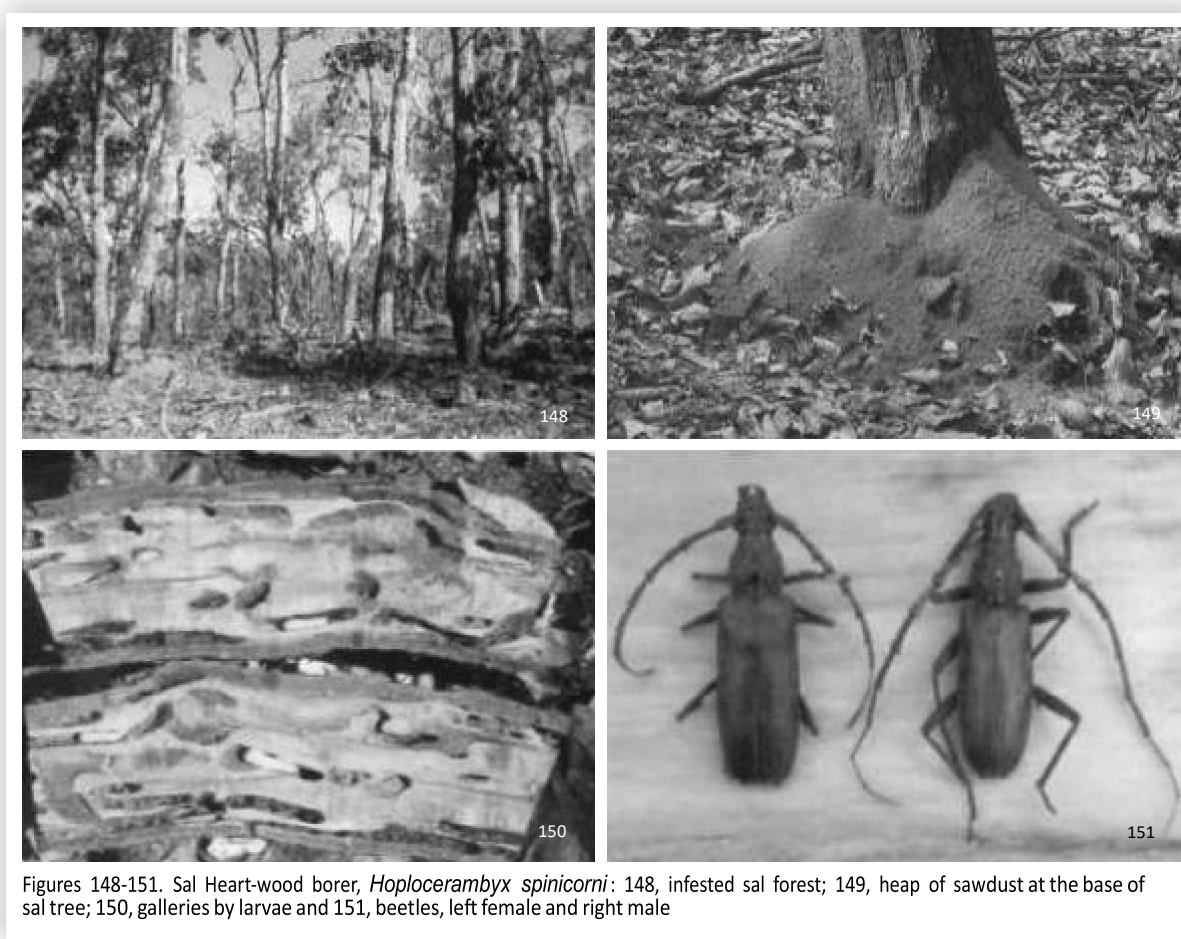 148
149
150
151
Figures 148-151. Sal Heart-wood borer, Hoplocerambyx spinicorni: 148, infested sal forest; 149, heap of sawdust at the base of
sal tree; 150, galleries by larvae and 151, beetles, left female and right male